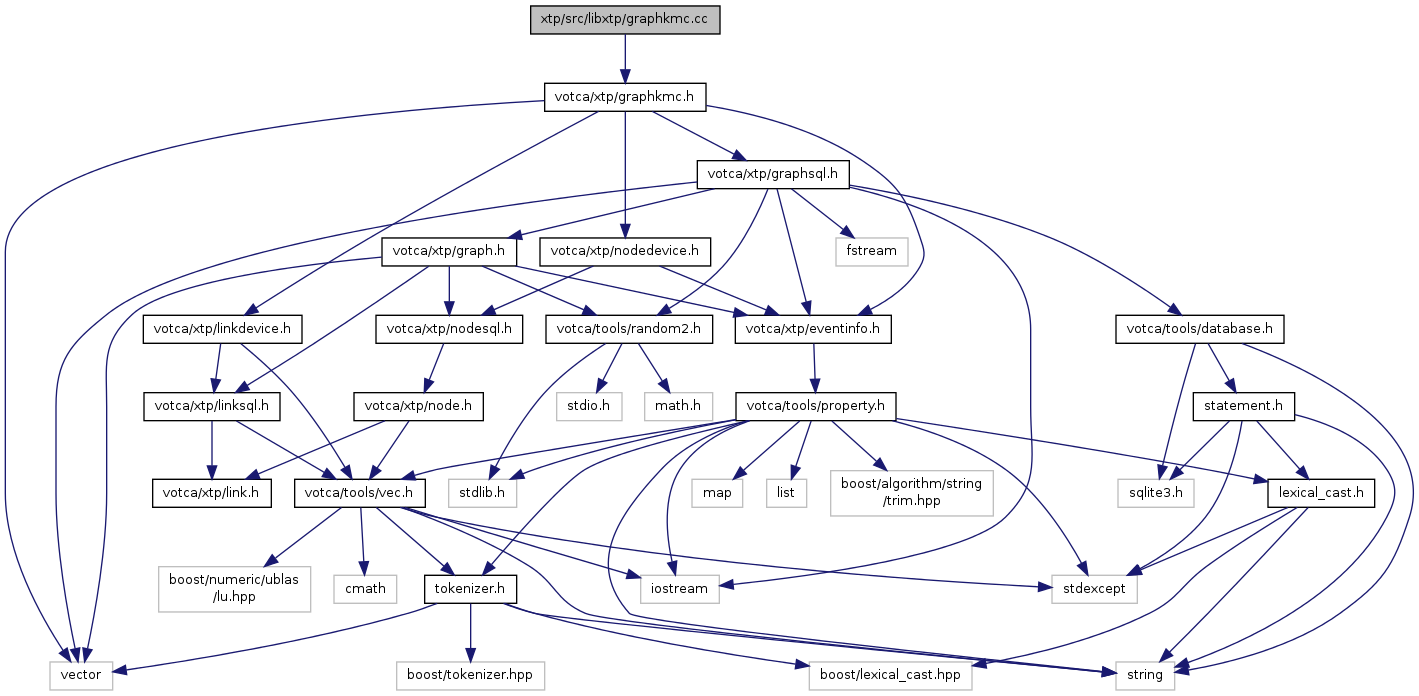 xtp/src/libxtp/graphkmc.cc
votca/xtp/graphkmc.h
votca/xtp/graphsql.h
votca/xtp/graph.h
votca/xtp/nodedevice.h
fstream
votca/xtp/linkdevice.h
votca/xtp/nodesql.h
votca/tools/random2.h
votca/xtp/eventinfo.h
votca/tools/database.h
votca/xtp/linksql.h
votca/xtp/node.h
stdio.h
math.h
votca/tools/property.h
statement.h
votca/xtp/link.h
votca/tools/vec.h
stdlib.h
map
list
boost/algorithm/string
/trim.hpp
sqlite3.h
lexical_cast.h
boost/numeric/ublas
/lu.hpp
cmath
tokenizer.h
iostream
stdexcept
vector
boost/tokenizer.hpp
boost/lexical_cast.hpp
string